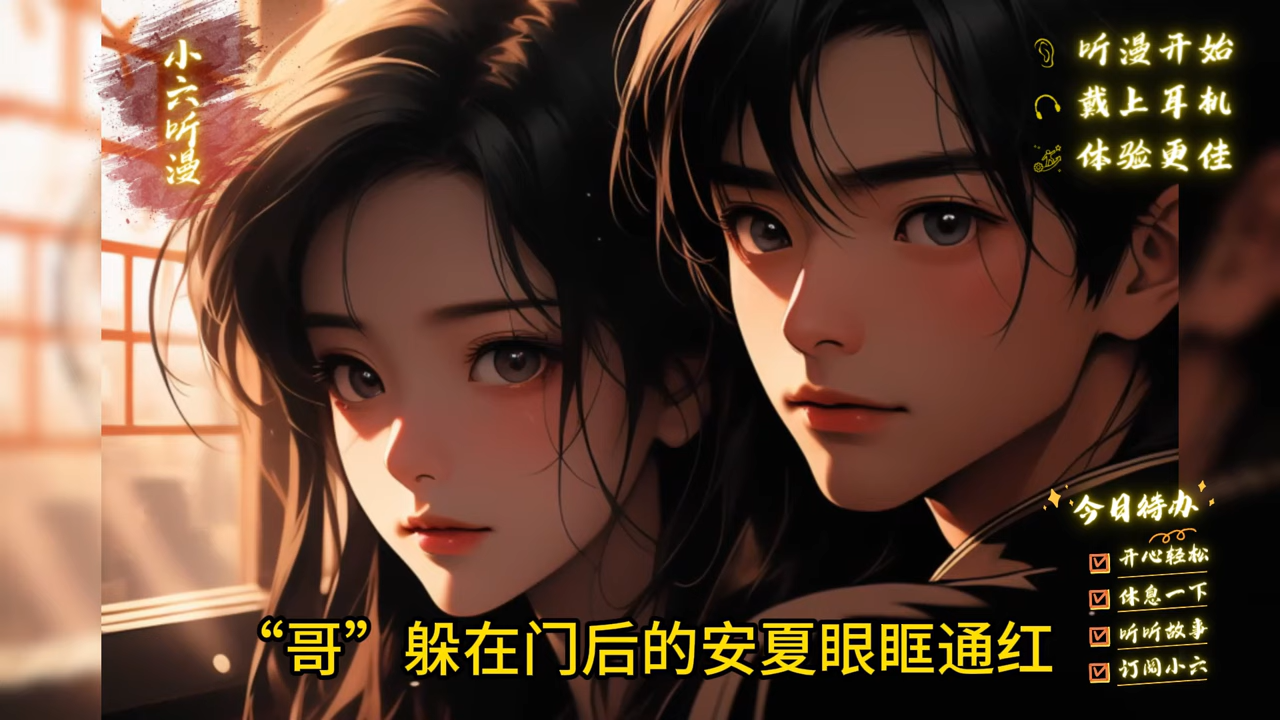 小六听漫
听漫开始
戴上耳机
体验更佳
今日待办
开心轻松
休息一下
听听故事
订阅小六
“哥”躲在门后的安夏眼眶通红